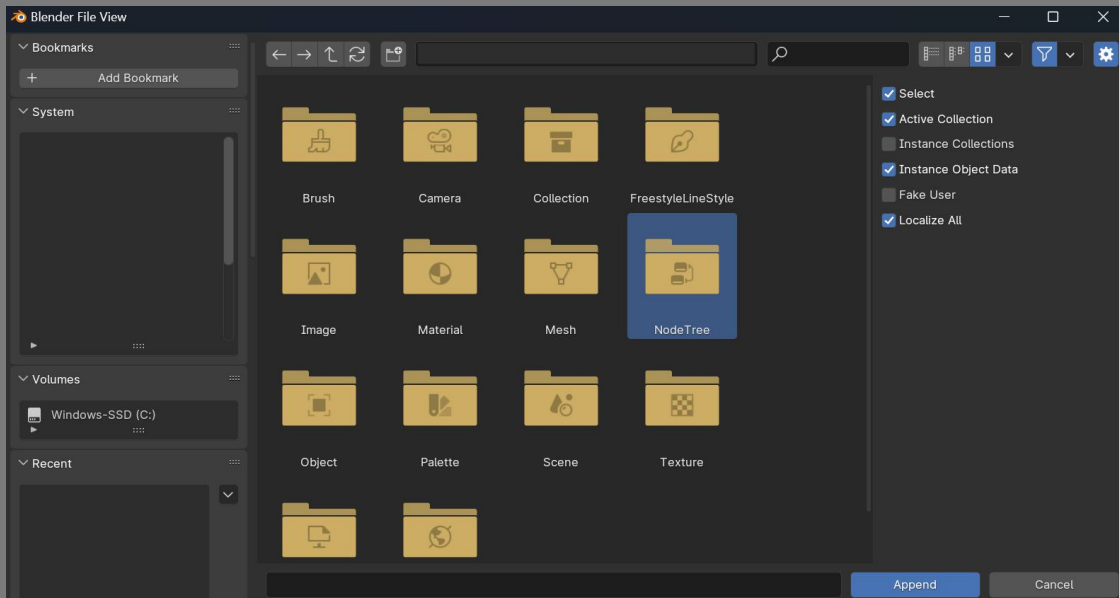 Blender File View
Bookmarks
+ Add Bookmark
System
Volumes
Windows-SSD (C:)
Recent
Brush
Camera
Collection
FreestyleLineStyle
Image
Material
Mesh
NodeTree
Object
Palette
Scene
Texture
Select
Active Collection
Instance Collections
Instance Object Data
Fake User
Localize All
Append
Cancel